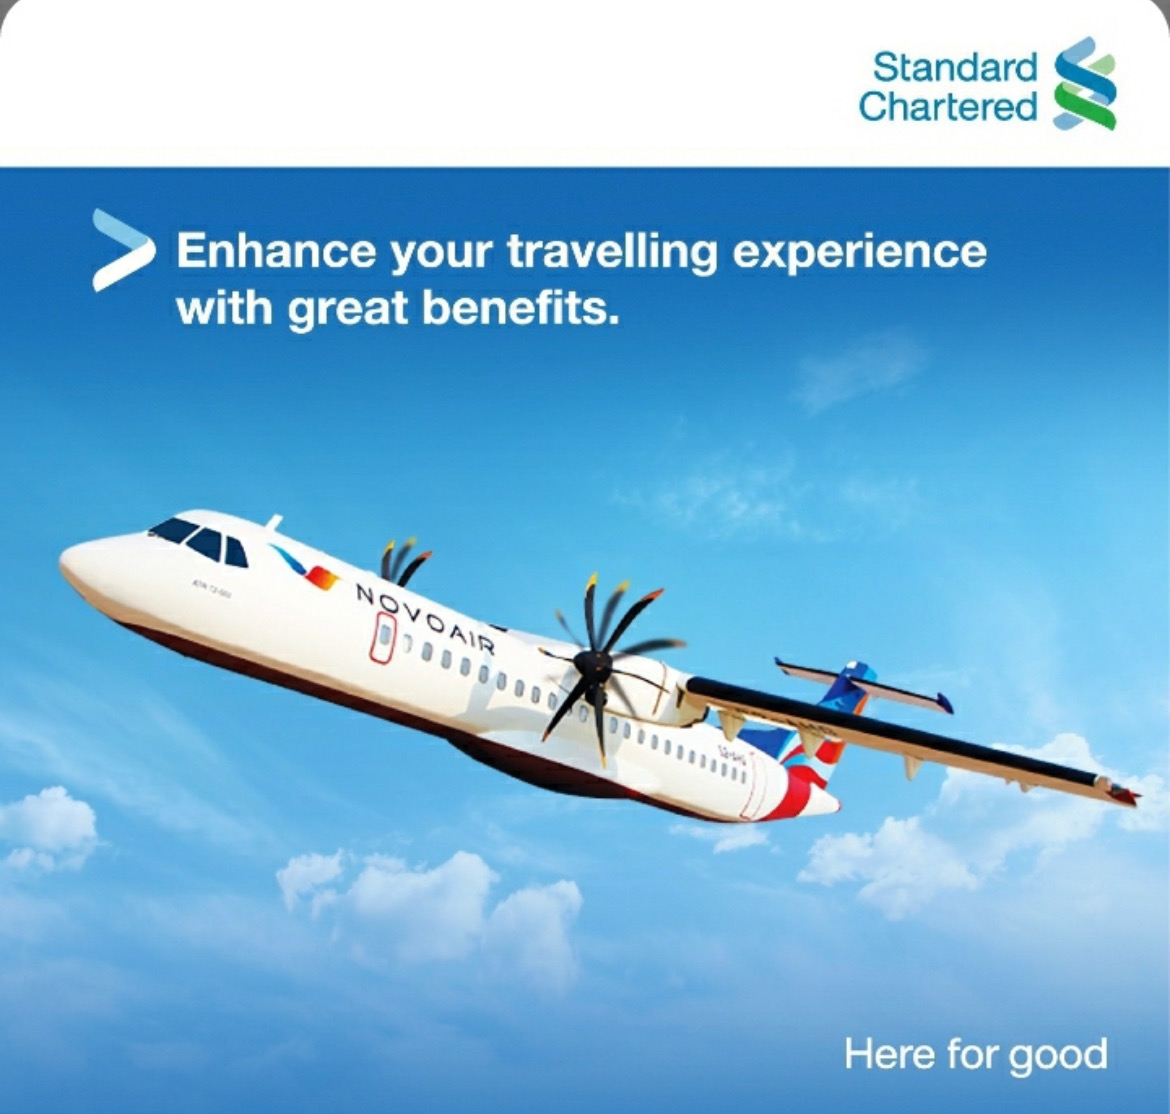 Standard
Chartered
Enhance your travelling experience
with great benefits.
NOVOAIR
Here for good